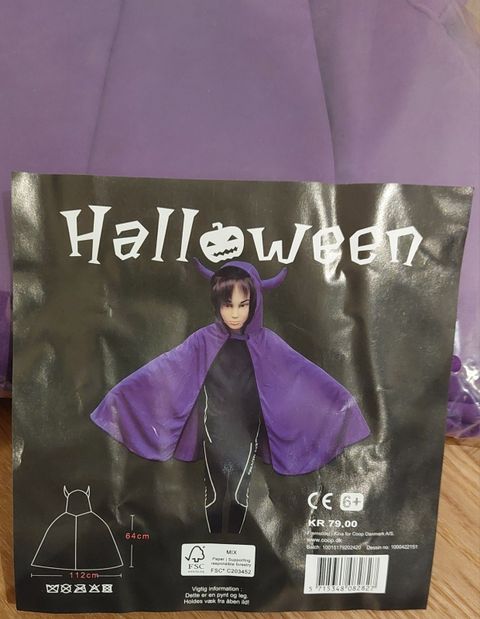 Halloween
64cm
112cm
CE 6+
KR 79,00
Fremstillet i Kina for Coop Danmark A/S.
www.coop.dk
Batch: 10011179202420 Dessin no: 1000422151
FSC
MIX
Paper | Supporting
responsible forestry
FSC® C203452
Vigtig information :
Dette er en pynt og leg.
Holdes væk fra åben ild!
5 715348 082827